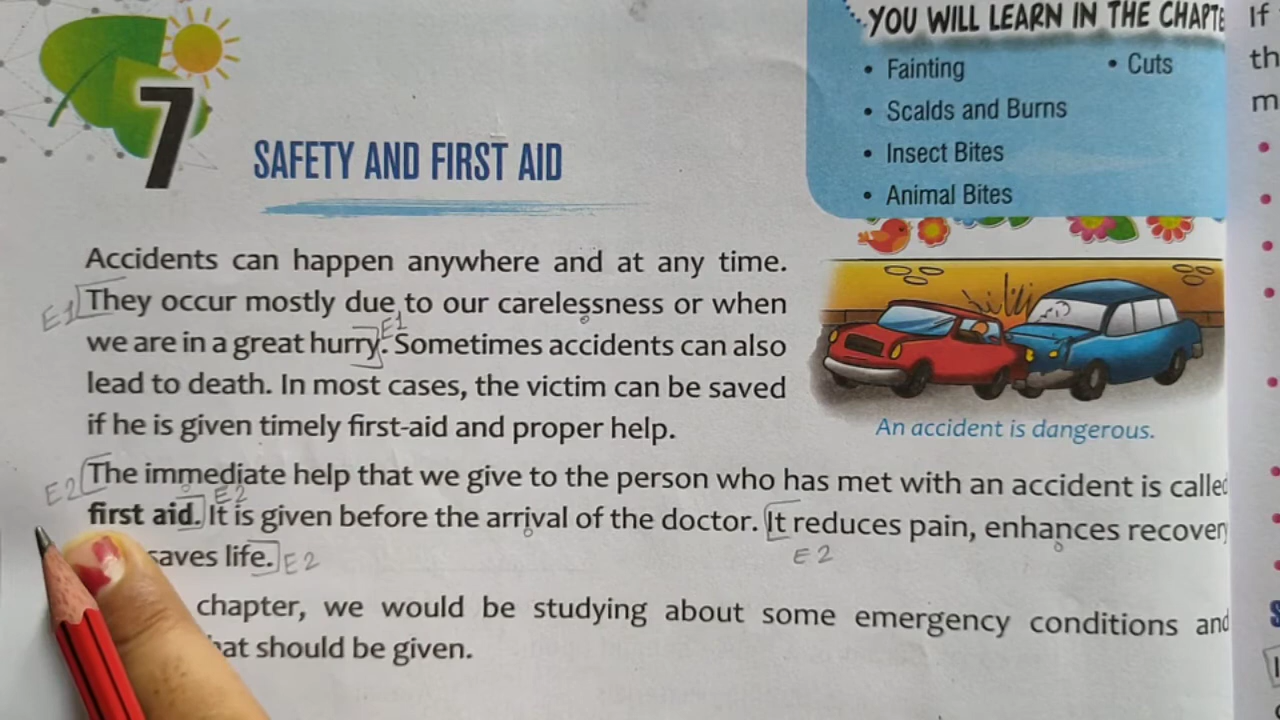 7
SAFETY AND FIRST AID
YOU WILL LEARN IN THE
• Fainting
• Cuts
• Scalds and Burns
• Insect Bites
• Animal Bites
Accidents can happen anywhere and at any time.
E1 They occur mostly due to our carelessness or when
E1
we are in a great hurry. Sometimes accidents can also
lead to death. In most cases, the victim can be saved
if he is given timely first-aid and proper help.
An accident is dangerous.
E2 The immediate help that we give to the person who has met with an accident is called
E2
first aid. It is given before the arrival of the doctor. It reduces pain, enhances
saves life. E2
E2
chapter, we would be studying about some emergency conditions and
should be given.
If